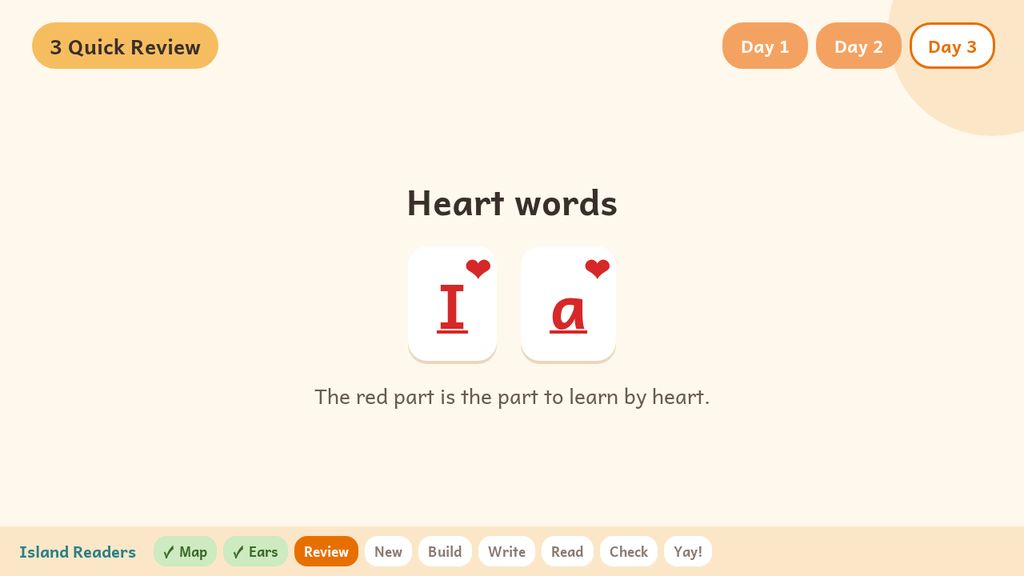 3 Quick Review
Day 1 Day 2 Day 3
Heart words
I a
The red part is the part to learn by heart.
Island Readers ✓ Map ✓ Ears Review New Build Write Read Check Yay!